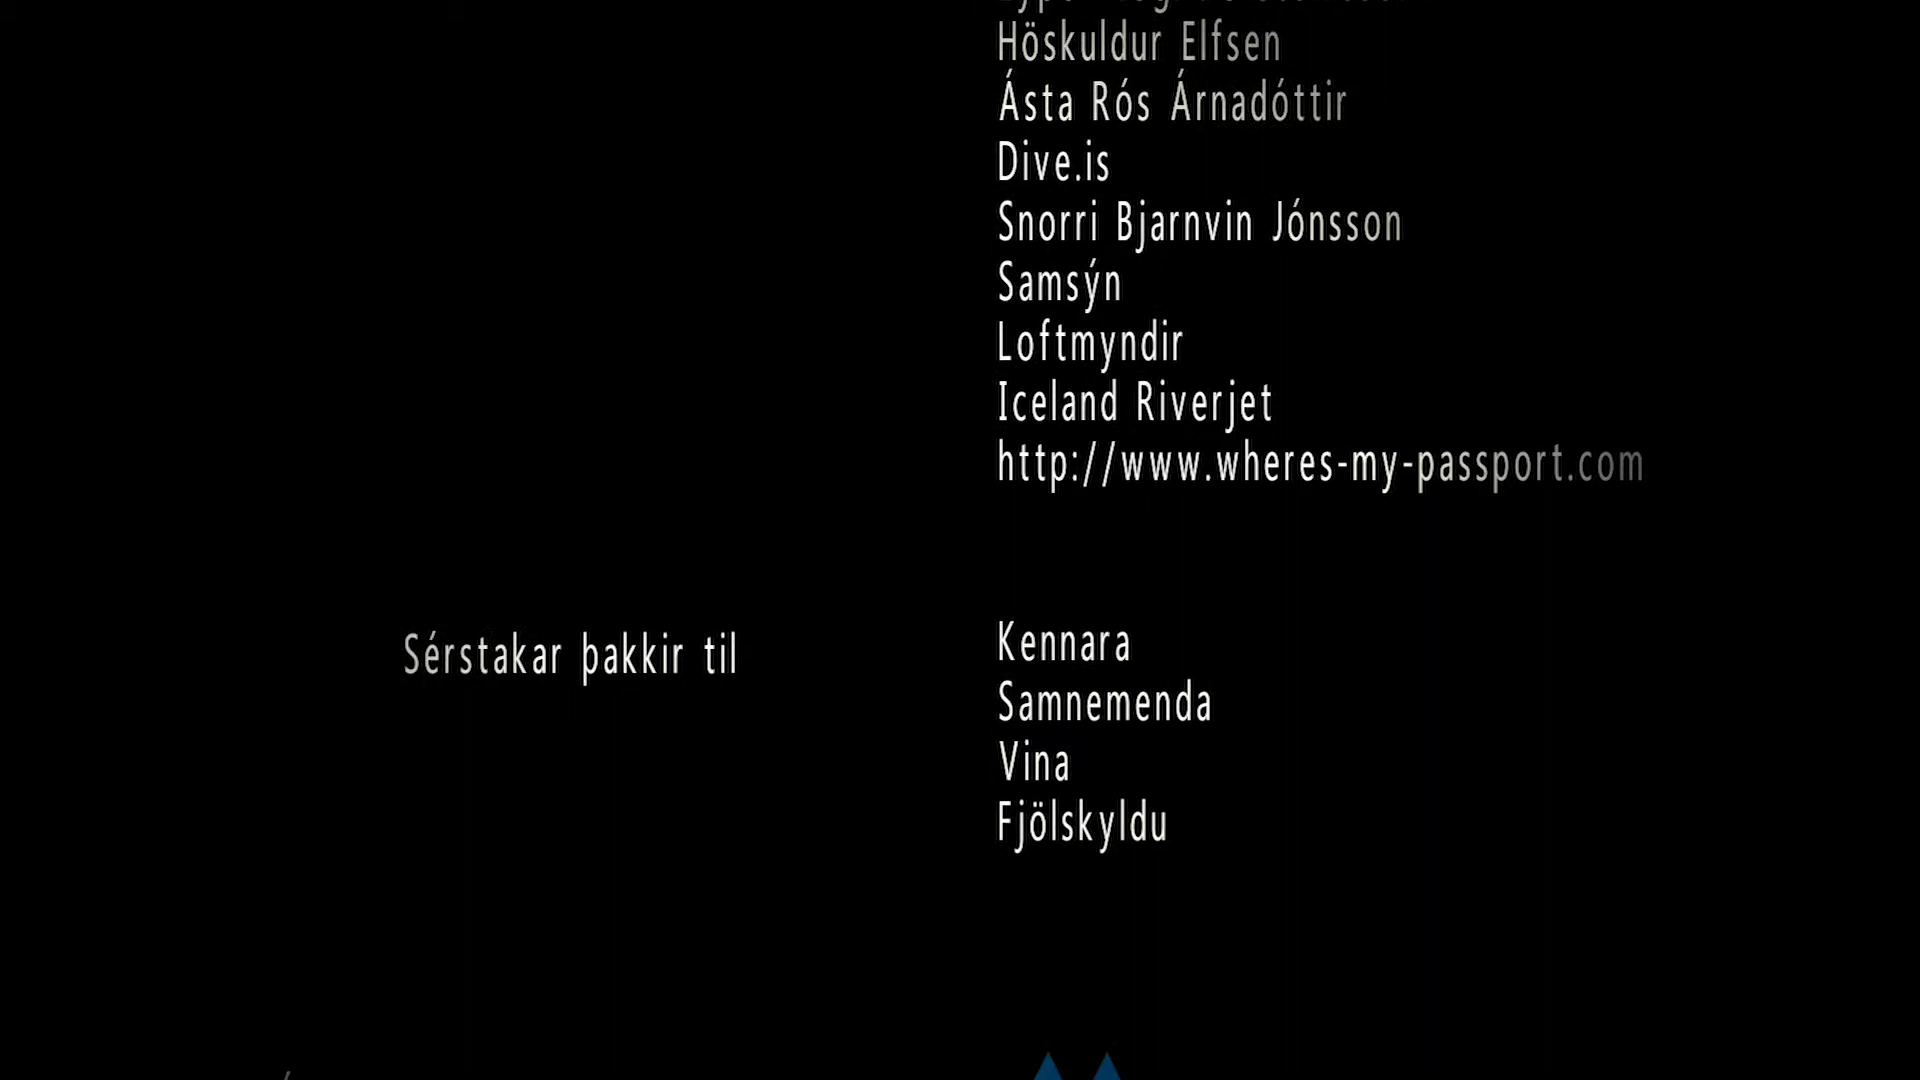 Höskuldur Elfsen
Ásta Rós Árnadóttir
Dive.is
Snorri Bjarnvin Jónsson
Samsýn
Loftmyndir
Iceland Riverjet
http://www.wheres-my-passport.com
Sérstakar þakkir til
Kennara
Samnemenda
Vina
Fjölskyldu